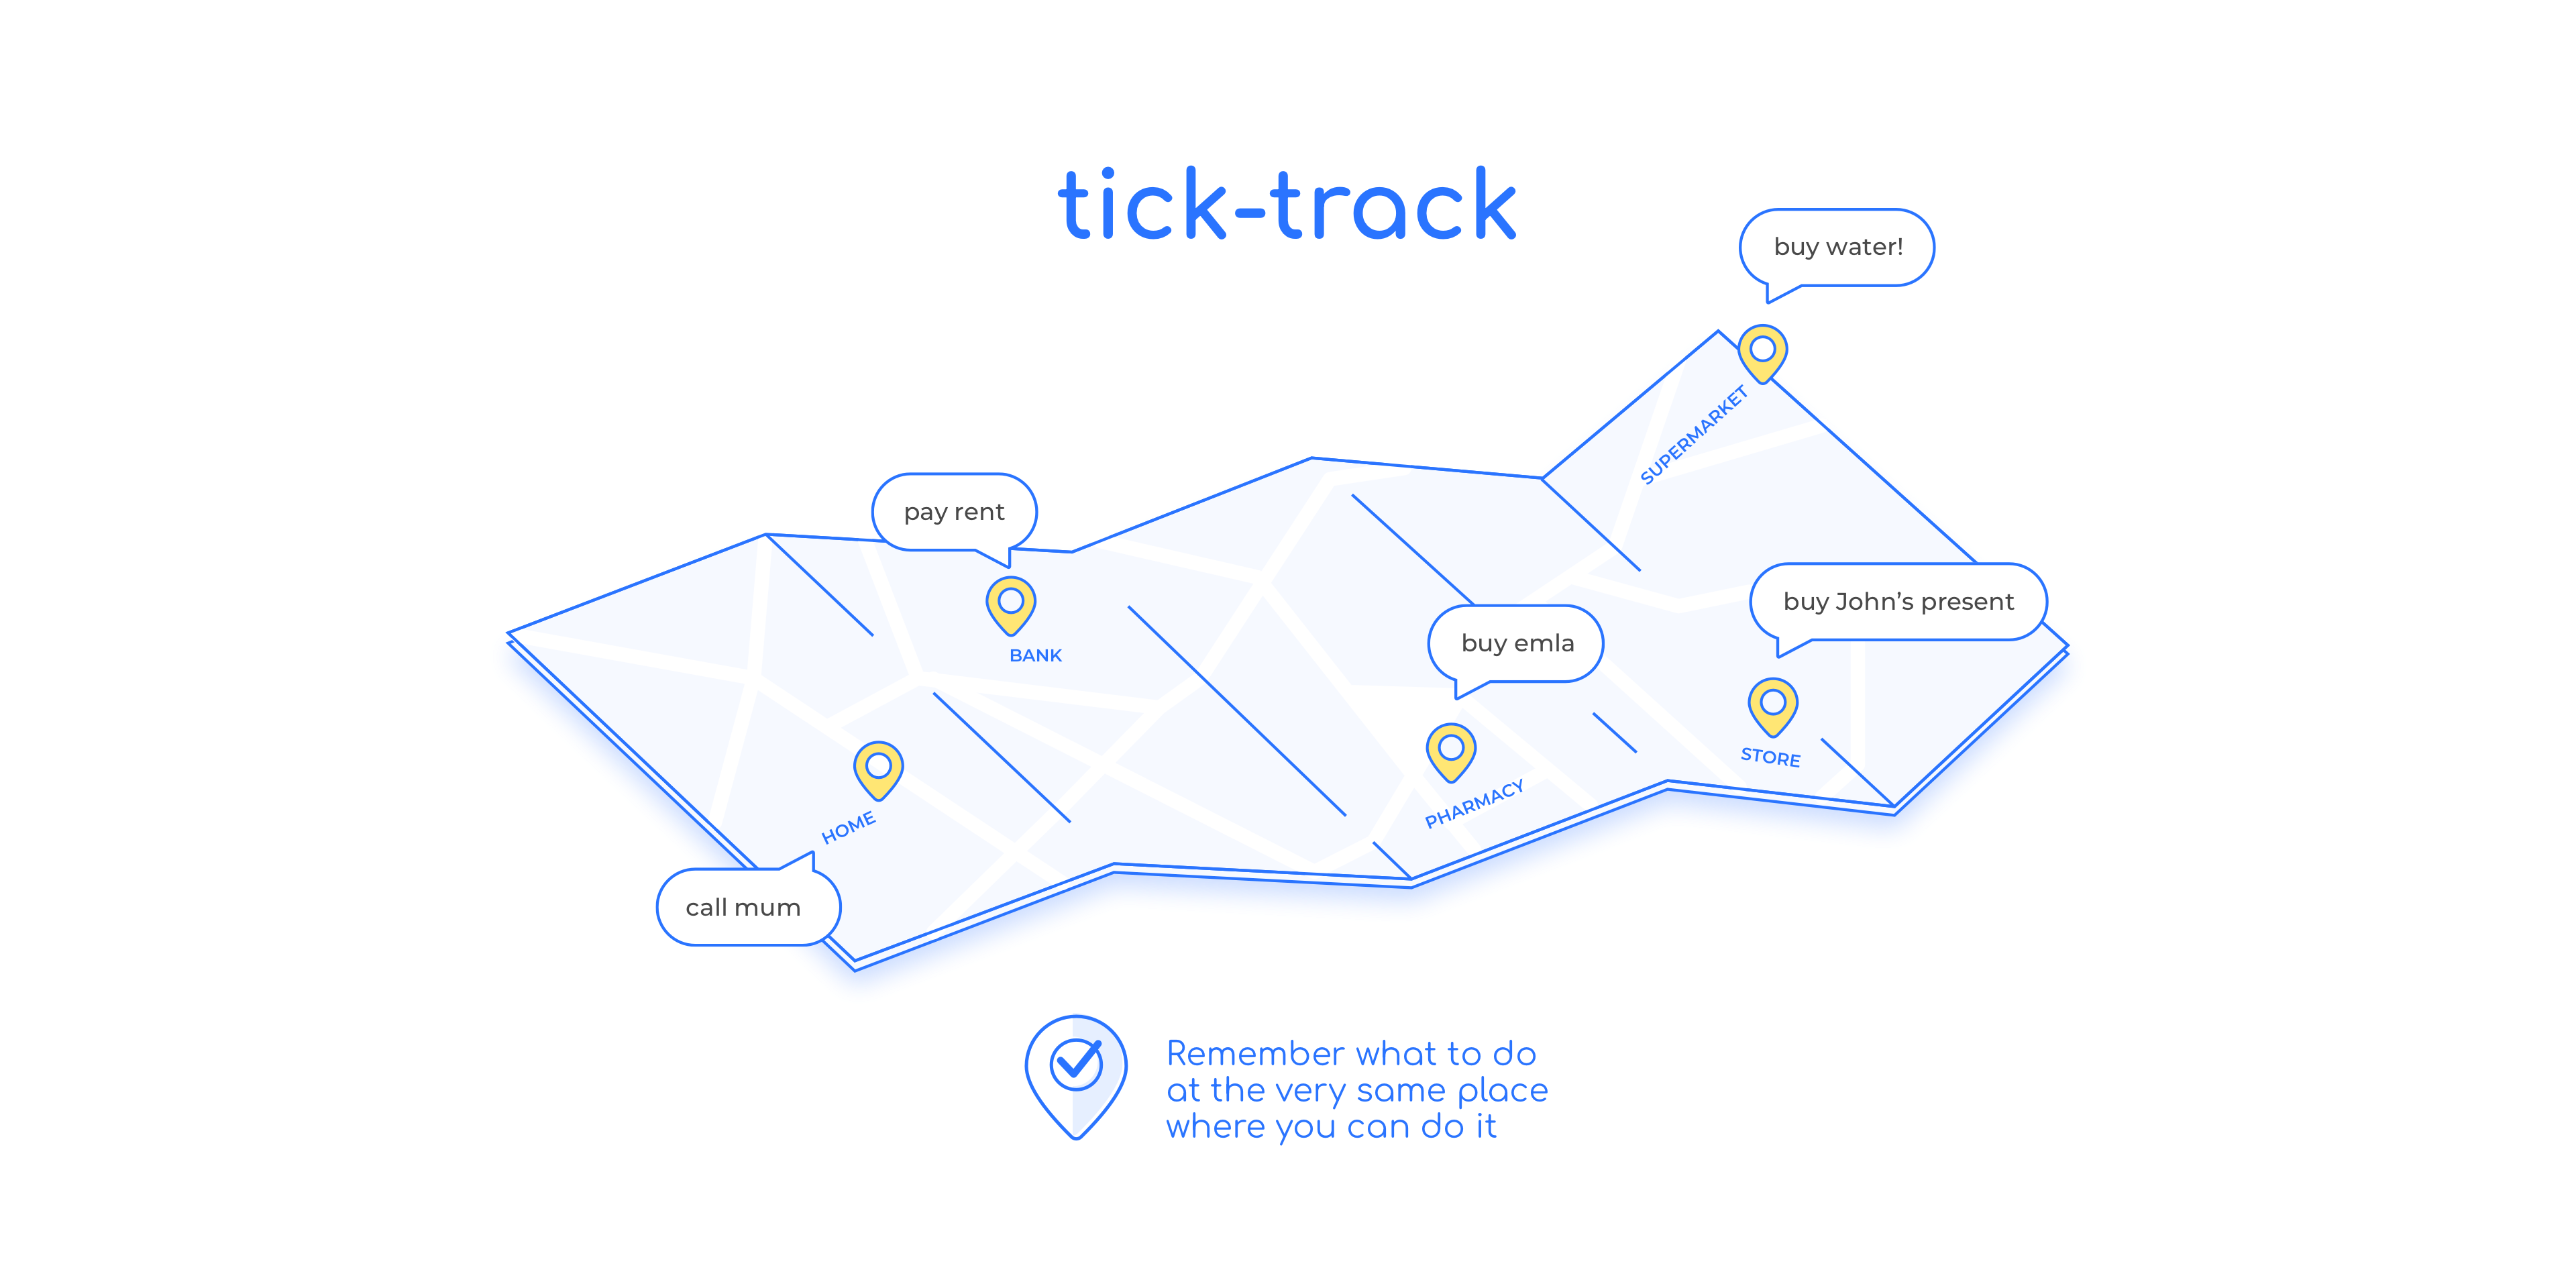 tick-track
buy water!
SUPERMARKET
pay rent
BANK
buy John’s present
STORE
buy emla
PHARMACY
HOME
call mum
Remember what to do
at the very same place
where you can do it